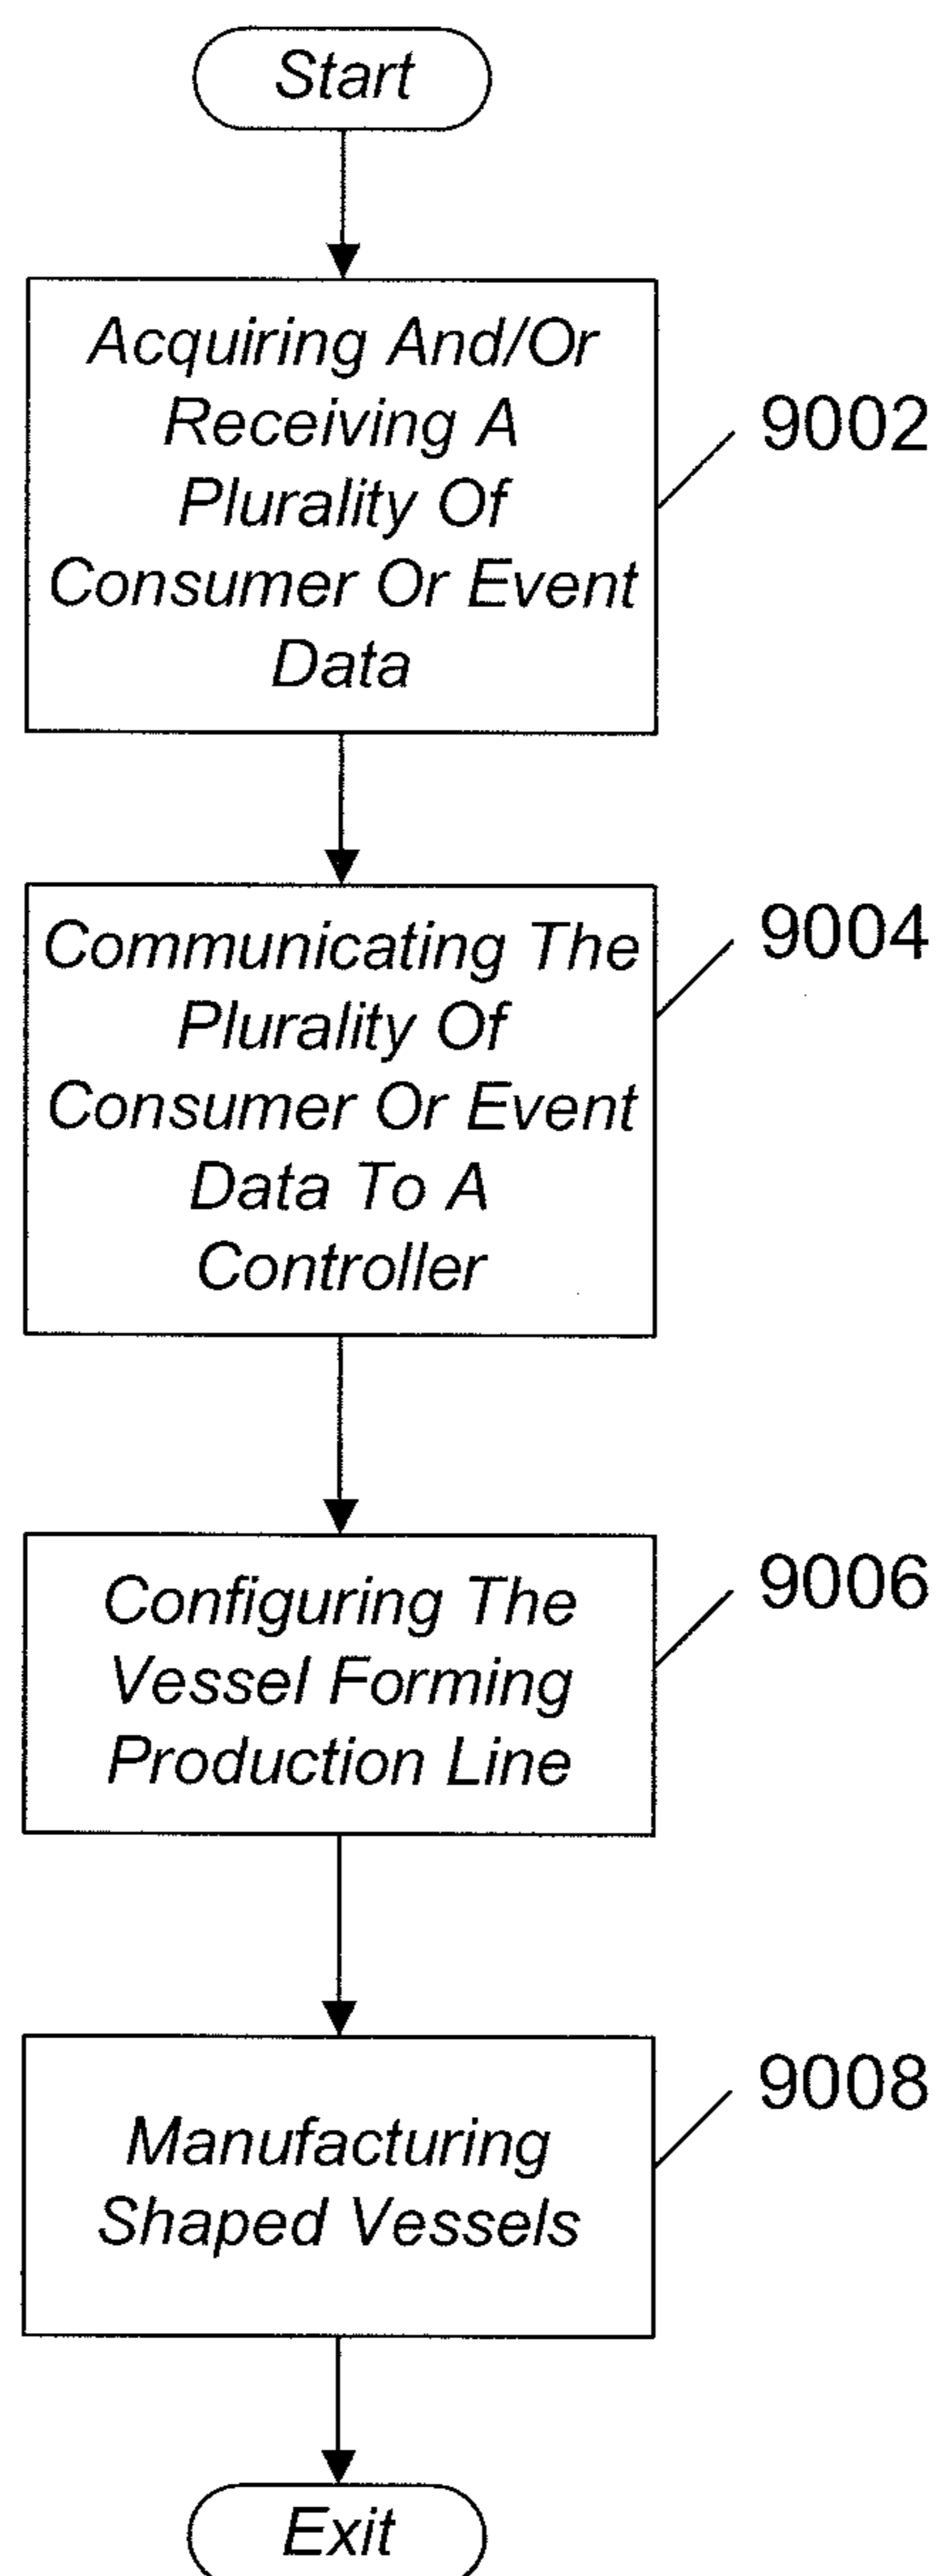 Start
Acquiring And/Or
Receiving A
Plurality Of
Consumer Or Event
Data
9002
Communicating The
Plurality Of
Consumer Or Event
Data To A
Controller
9004
Configuring The
Vessel Forming
Production Line
9006
Manufacturing
Shaped Vessels
9008
Exit